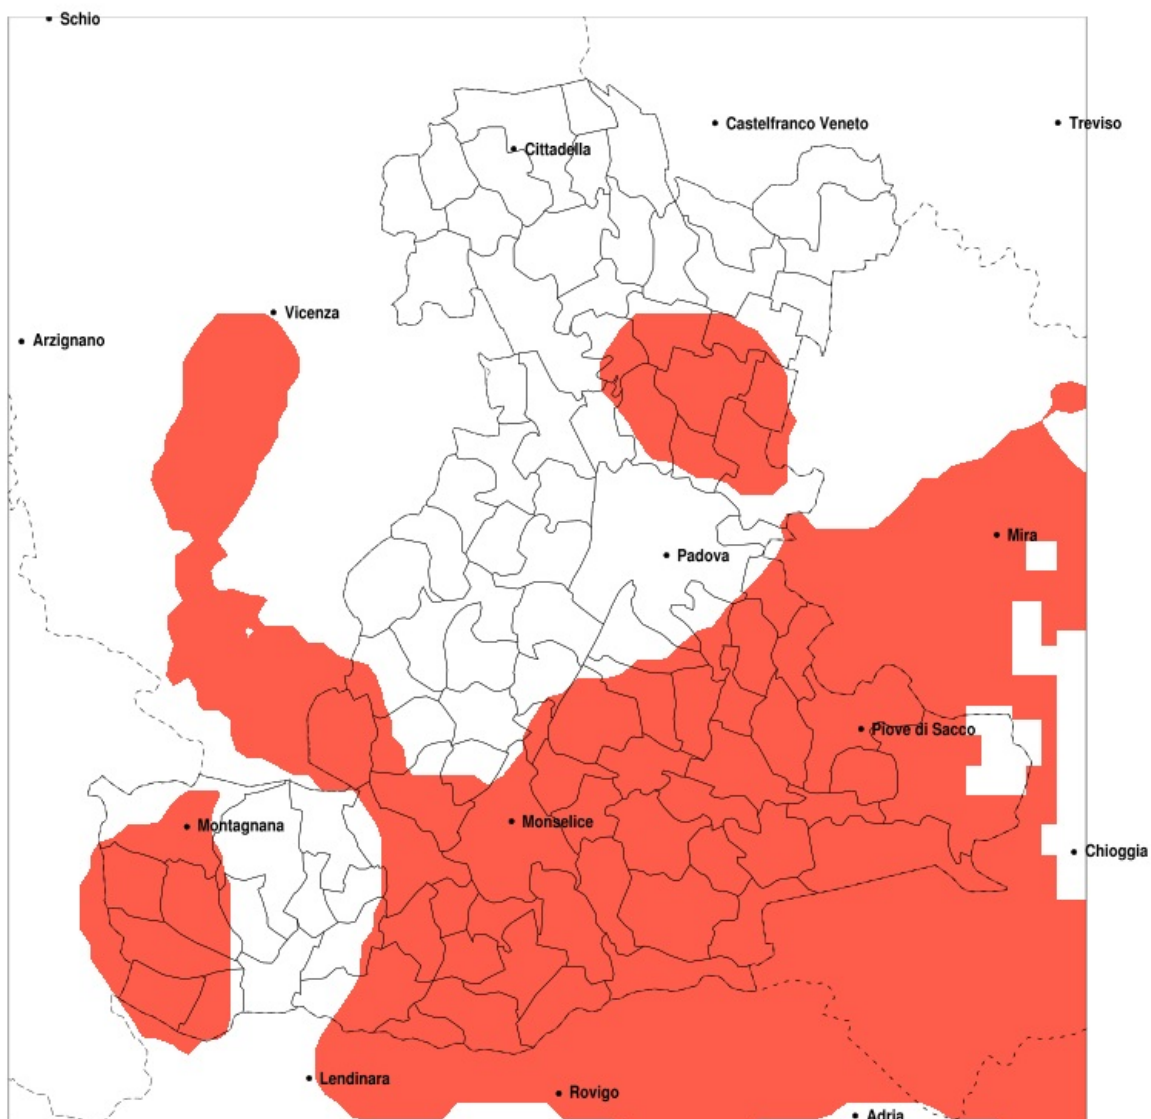 Schio
Castelfranco Veneto
Treviso
Cittadella
Vicenza
Arzignano
Mira
Padova
Piove di Sacco
Monselice
Montagnana
Chioggia
Lendinara
Rovigo
Adria